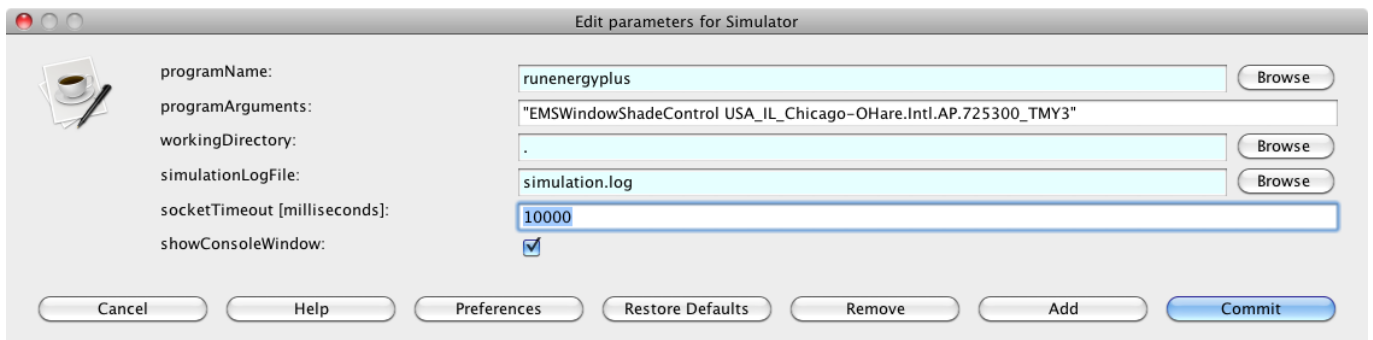 Edit parameters for Simulator
programName: runenergyplus Browse
programArguments: "EMSWindowShadeControl USA_IL_Chicago-OHare.Intl.AP.725300_TMY3"
workingDirectory: . Browse
simulationLogFile: simulation.log Browse
socketTimeout [milliseconds]: 10000
showConsoleWindow:
Cancel Help Preferences Restore Defaults Remove Add Commit